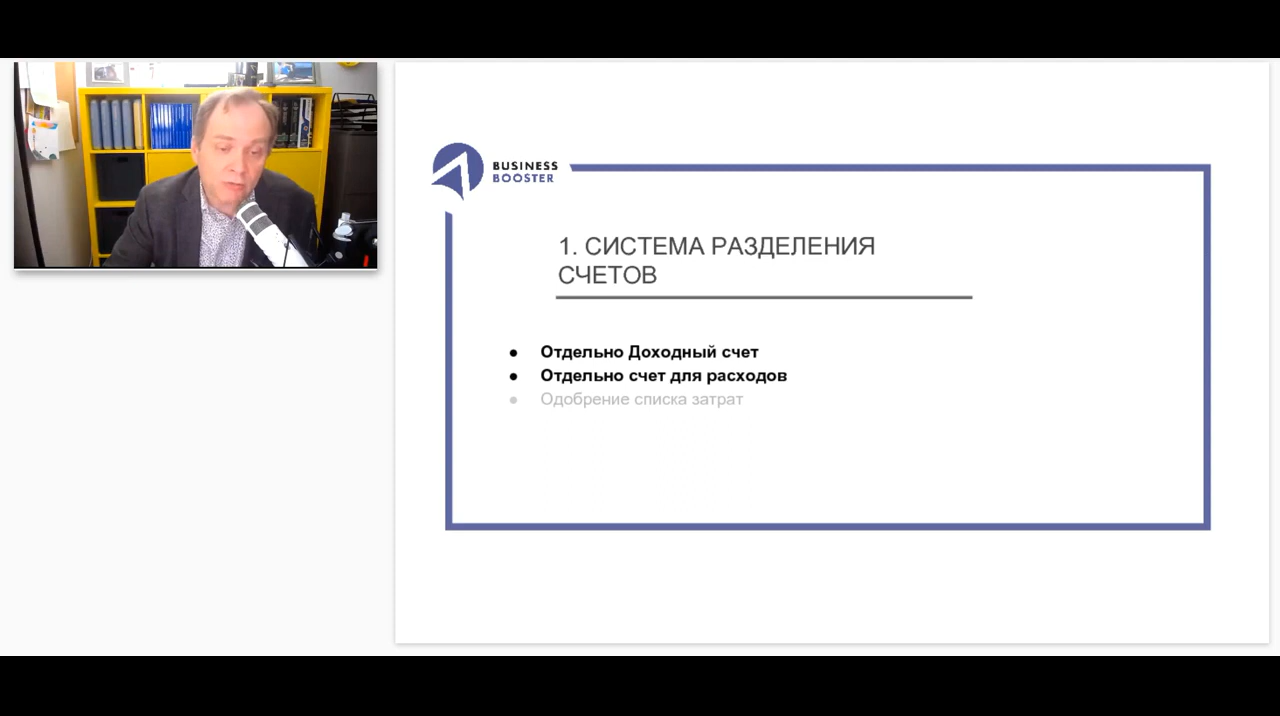 BUSINESS
BOOSTER
1. СИСТЕМА РАЗДЕЛЕНИЯ
СЧЕТОВ
● Отдельно Доходный счет
● Отдельно счет для расходов
● Одобрение списка затрат